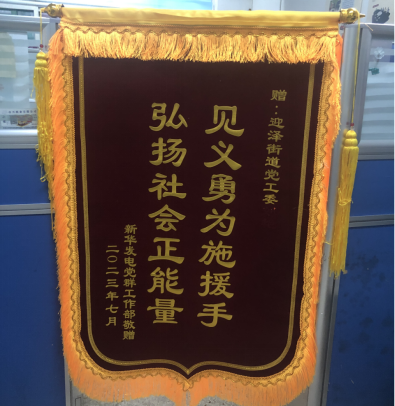 赠：迎泽街道党工委：
见义勇为施援手
弘扬社会正能量
新华发电党群工作部敬赠
二〇二三年七月